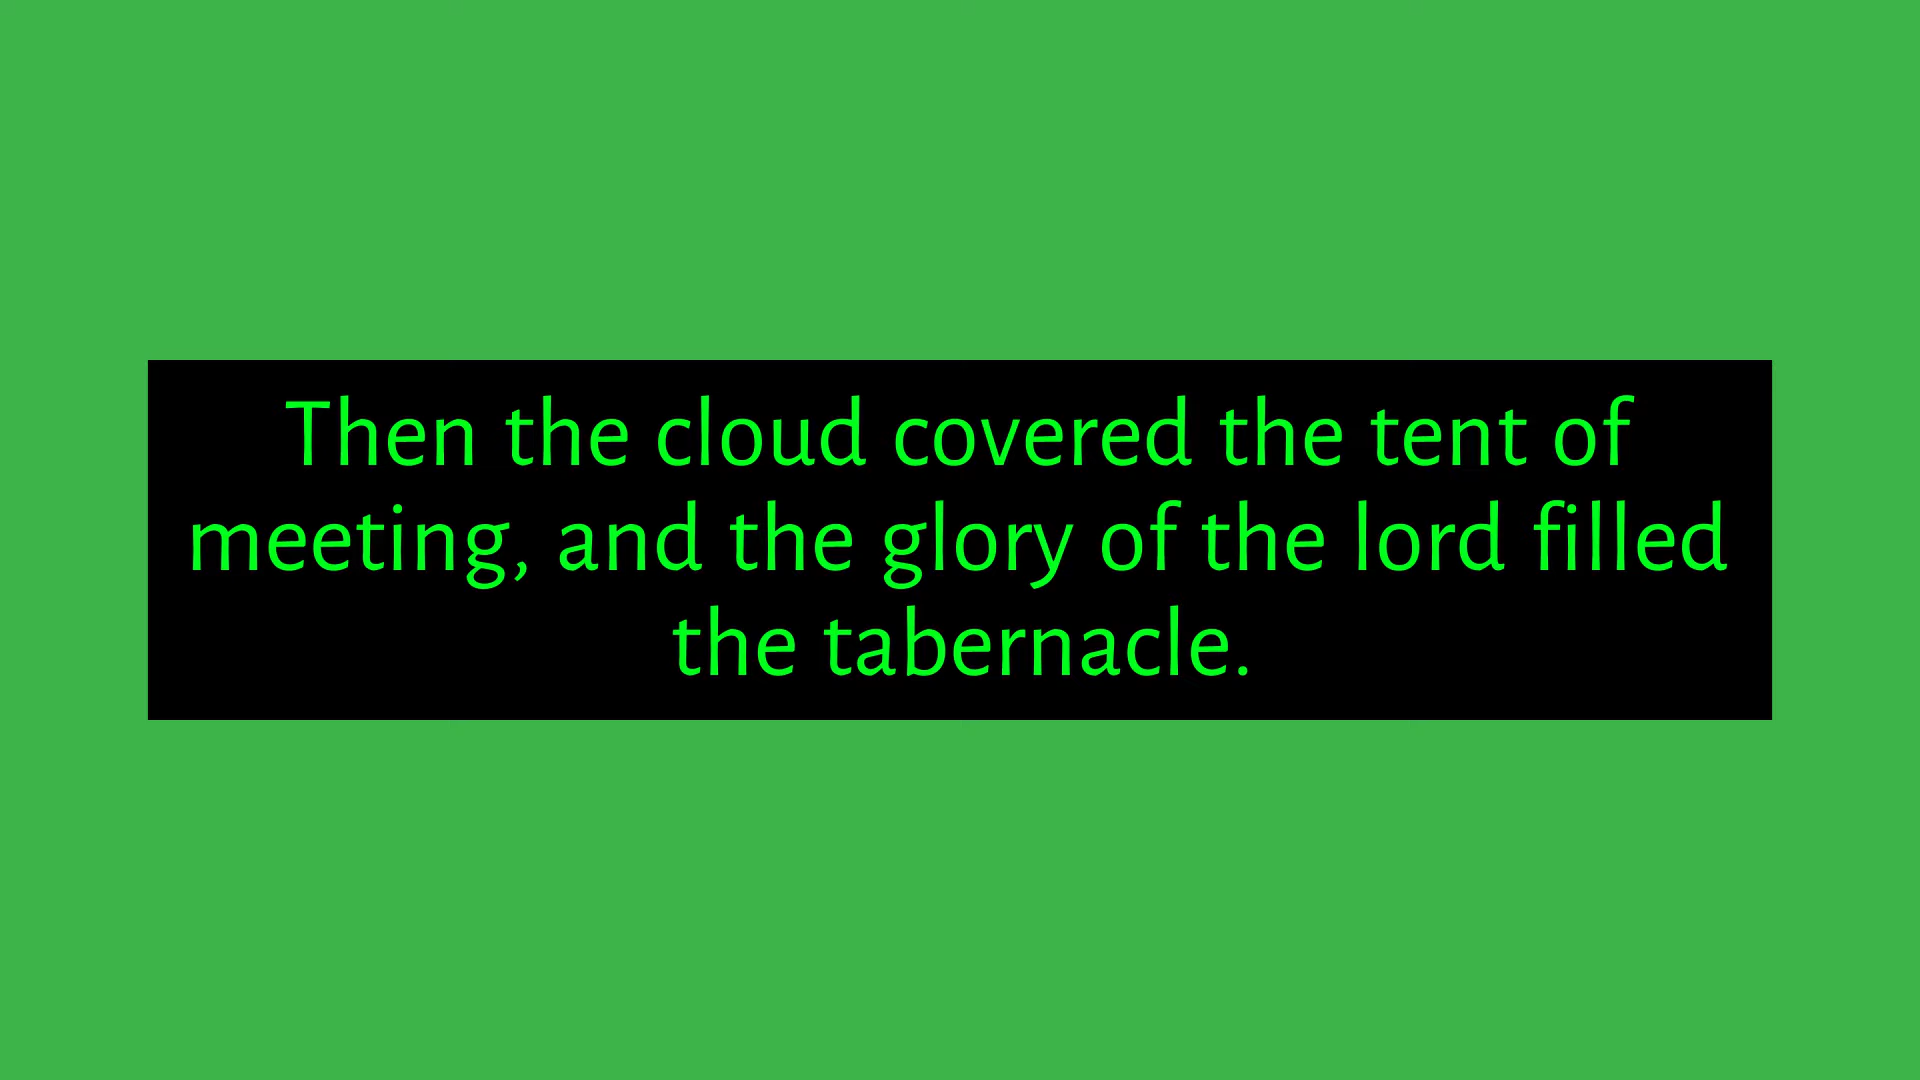 Then the cloud covered the tent of
meeting, and the glory of the lord filled
the tabernacle.